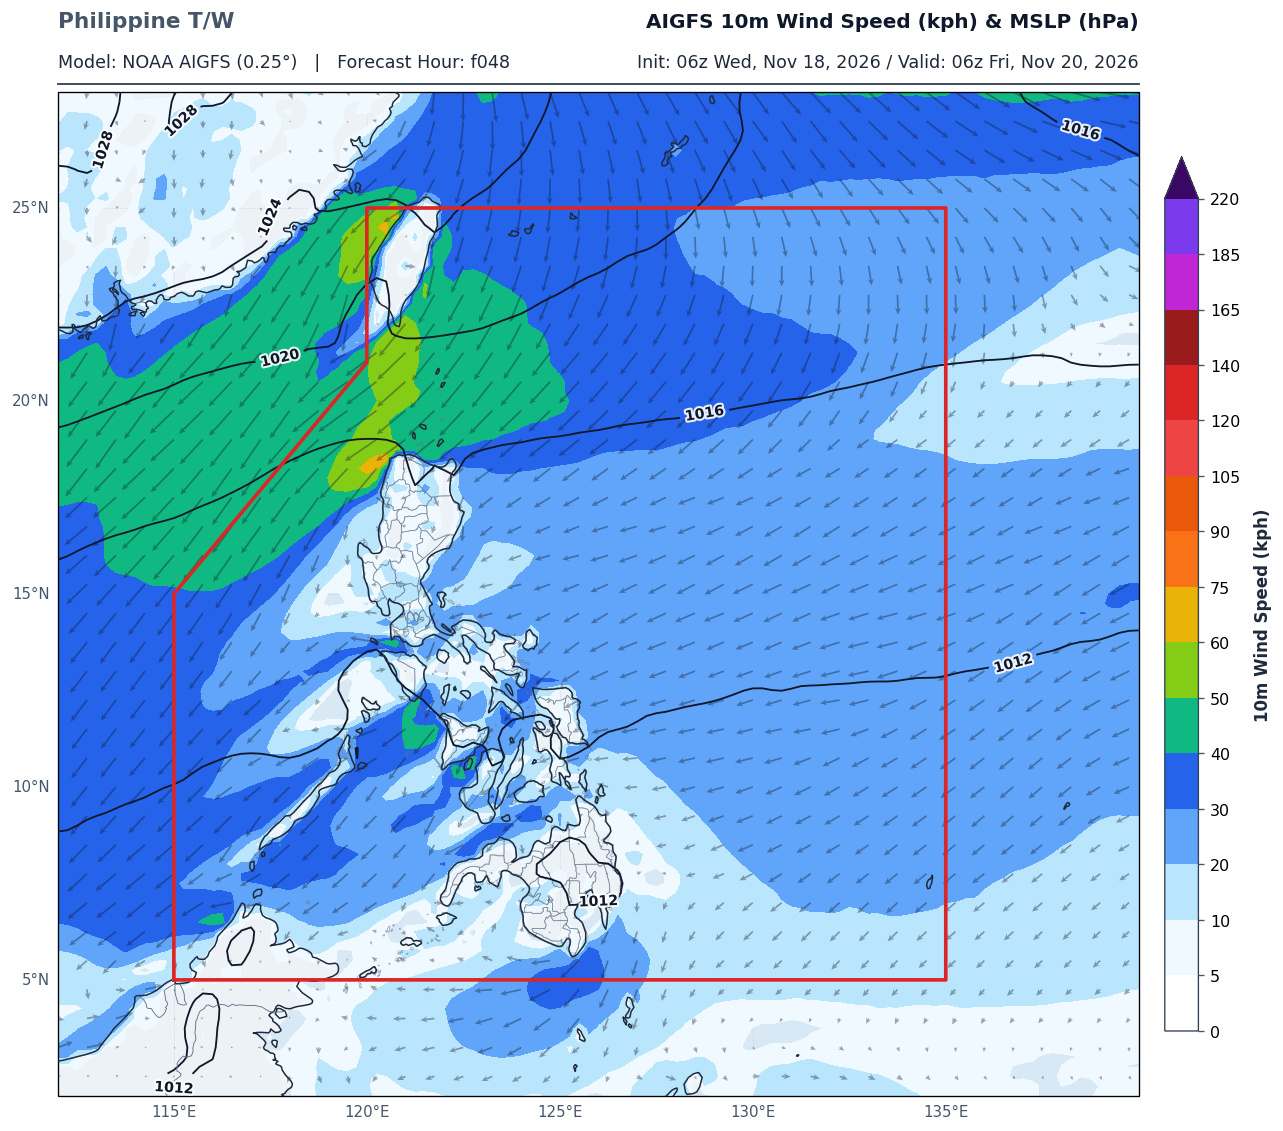 Philippine T/W
AIGFS 10m Wind Speed (kph) & MSLP (hPa)
Model: NOAA AIGFS (0.25°)   |   Forecast Hour: f048
Init: 06z Wed, Nov 18, 2026 / Valid: 06z Fri, Nov 20, 2026
1028
1028
1016
1024
1020
1016
1012
1012
1012
25°N
20°N
15°N
10°N
5°N
115°E
120°E
125°E
130°E
135°E
220
185
165
140
120
105
90
75
60
50
40
30
20
10
5
0
10m Wind Speed (kph)